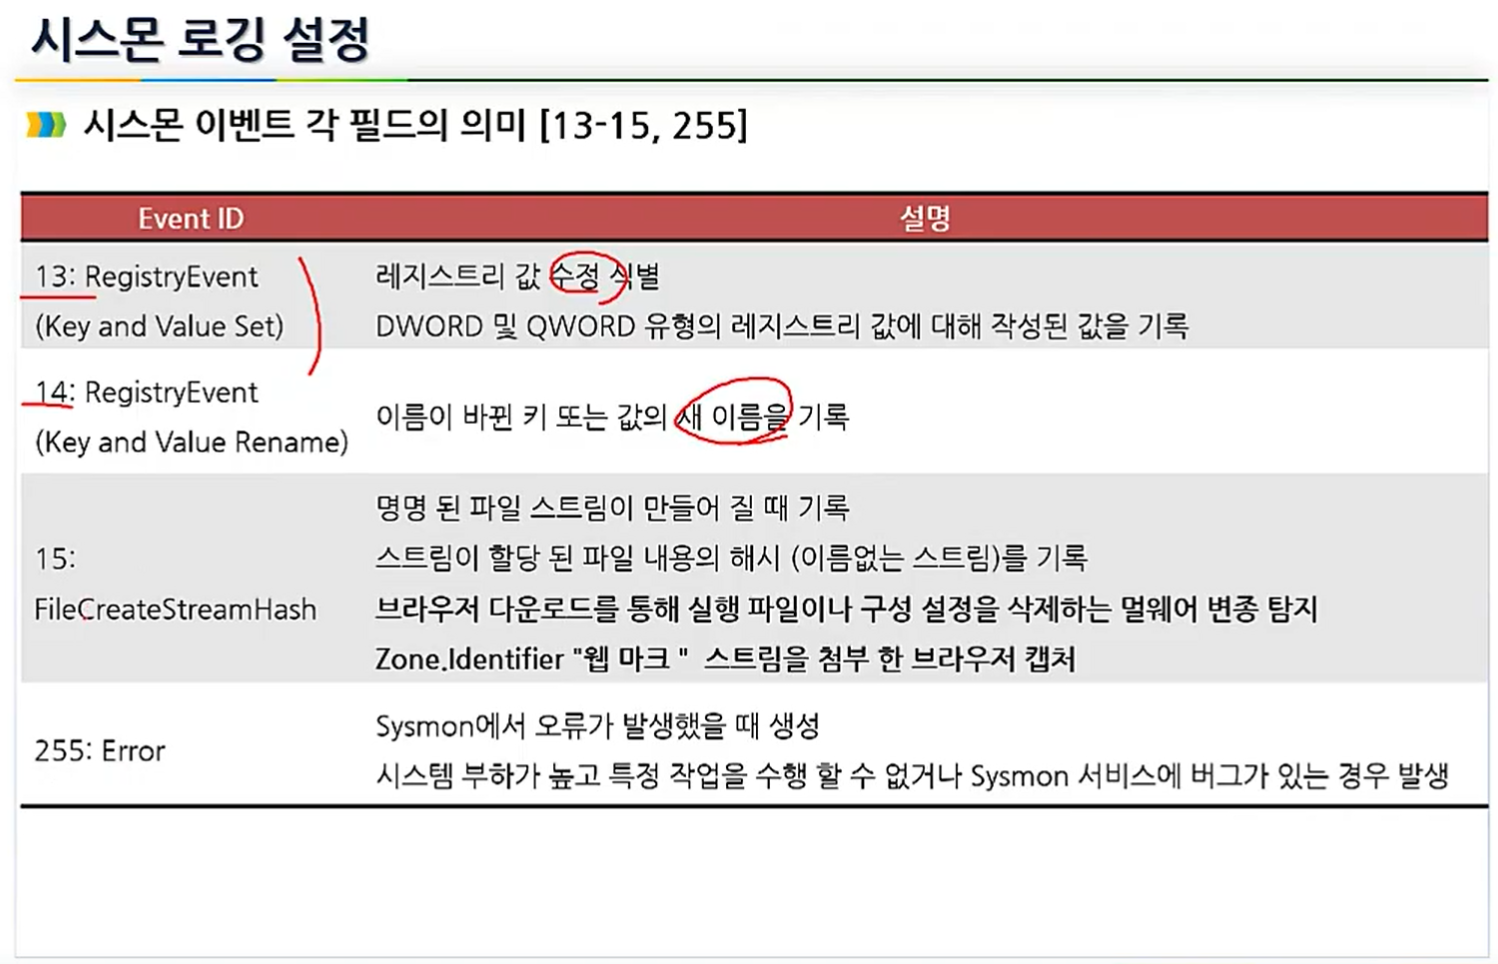 시스몬 로깅 설정
시스몬 이벤트 각 필드의 의미 [13-15, 255]
Event ID
설명
13: RegistryEvent
(Key and Value Set)
레지스트리 값 수정 식별
DWORD 및 QWORD 유형의 레지스트리 값에 대해 작성된 값을 기록
14: RegistryEvent
(Key and Value Rename)
이름이 바뀐 키 또는 값의 새 이름을 기록
15:
FileCreateStreamHash
명명 된 파일 스트림이 만들어 질 때 기록
스트림이 할당 된 파일 내용의 해시 (이름없는 스트림)를 기록
브라우저 다운로드를 통해 실행 파일이나 구성 설정을 삭제하는 멀웨어 변종 탐지
Zone.Identifier "웹 마크 " 스트림을 첨부 한 브라우저 캡처
255: Error
Sysmon에서 오류가 발생했을 때 생성
시스템 부하가 높고 특정 작업을 수행 할 수 없거나 Sysmon 서비스에 버그가 있는 경우 발생